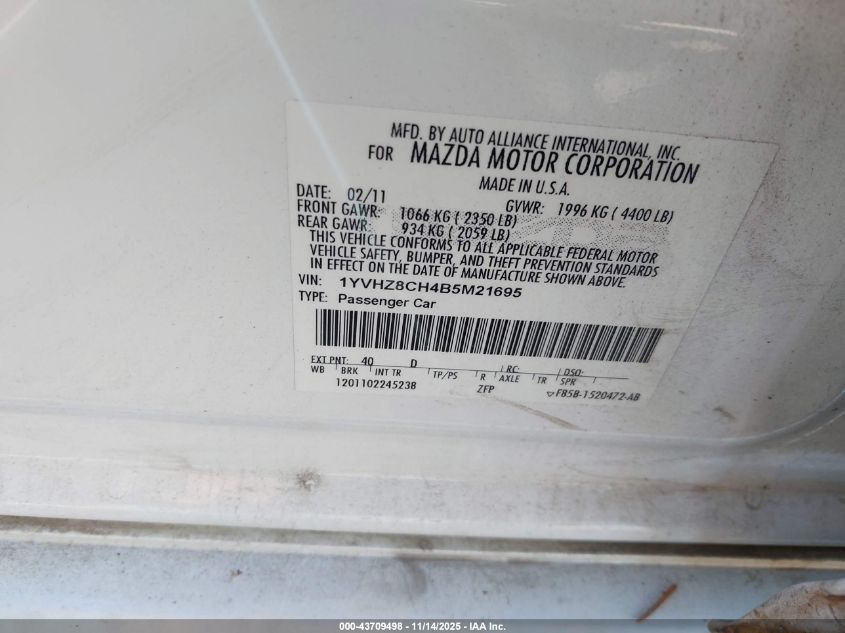 MFD. BY AUTO ALLIANCE INTERNATIONAL, INC.
FOR MAZDA MOTOR CORPORATION
MADE IN U.S.A.
DATE: 02/11 GVWR: 1996 KG ( 4400 LB)
FRONT GAWR: 1066 KG ( 2350 LB)
REAR GAWR: 934 KG ( 2059 LB)
THIS VEHICLE CONFORMS TO ALL APPLICABLE FEDERAL MOTOR
VEHICLE SAFETY, BUMPER, AND THEFT PREVENTION STANDARDS
IN EFFECT ON THE DATE OF MANUFACTURE SHOWN ABOVE.
VIN: 1YVHZ8CH4B5M21695
TYPE: Passenger Car
EXT PNT: 40 D RC: DSO:
WB BRK INT TR TP/PS R AXLE TR SPR
1201102245238 ZFP F85B-1520472-AB
000-43709498 - 11/14/2025 - IAA Inc.